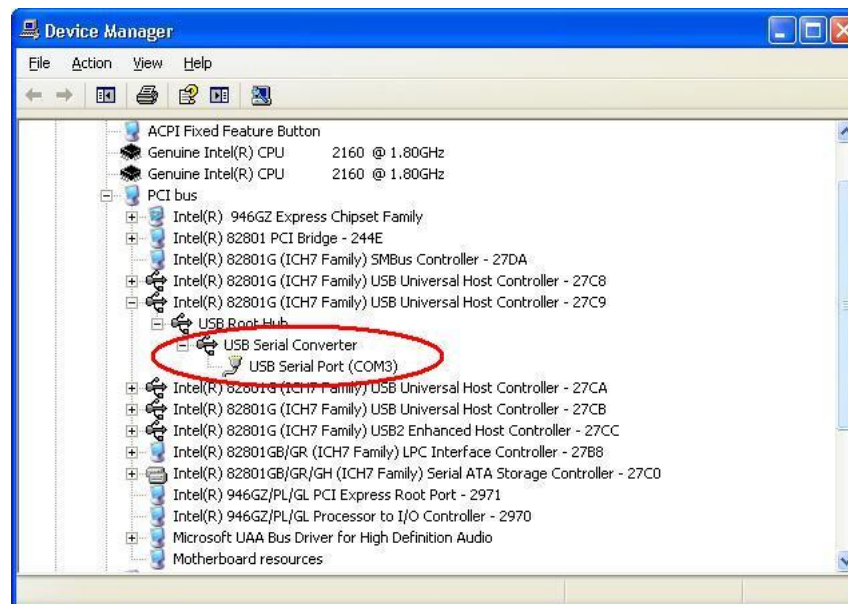 Device Manager
File Action View Help
ACPI Fixed Feature Button
Genuine Intel(R) CPU 2160 @ 1.80GHz
Genuine Intel(R) CPU 2160 @ 1.80GHz
PCI bus
Intel(R) 946GZ Express Chipset Family
Intel(R) 82801 PCI Bridge - 244E
Intel(R) 82801G (ICH7 Family) SMBus Controller - 27DA
Intel(R) 82801G (ICH7 Family) USB Universal Host Controller - 27C8
Intel(R) 82801G (ICH7 Family) USB Universal Host Controller - 27C9
USB Root Hub
USB Serial Converter
USB Serial Port (COM3)
Intel(R) 82801G (ICH7 Family) USB Universal Host Controller - 27CA
Intel(R) 82801G (ICH7 Family) USB Universal Host Controller - 27CB
Intel(R) 82801G (ICH7 Family) USB2 Enhanced Host Controller - 27CC
Intel(R) 82801GB/GR (ICH7 Family) LPC Interface Controller - 27B8
Intel(R) 82801GB/GR/GH (ICH7 Family) Serial ATA Storage Controller - 27C0
Intel(R) 946GZ/PL/GL PCI Express Root Port - 2971
Intel(R) 946GZ/PL/GL Processor to I/O Controller - 2970
Microsoft UAA Bus Driver for High Definition Audio
Motherboard resources